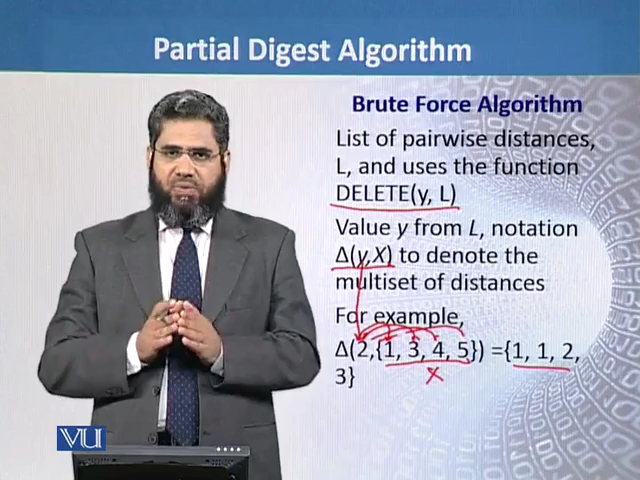 Partial Digest Algorithm
Brute Force Algorithm
List of pairwise distances,
L, and uses the function
DELETE(y, L)
Value y from L, notation
Δ(y,X) to denote the
multiset of distances
For example,
Δ(2,{1, 3, 4, 5}) ={1, 1, 2,
3}
X
VU